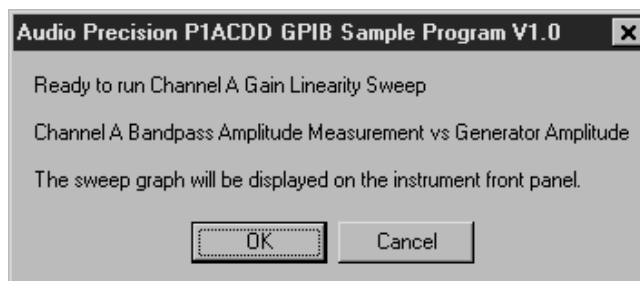 Audio Precision P1ACDD GPIB Sample Program V1.0
Ready to run Channel A Gain Linearity Sweep
Channel A Bandpass Amplitude Measurement vs Generator Amplitude
The sweep graph will be displayed on the instrument front panel.
OK
Cancel